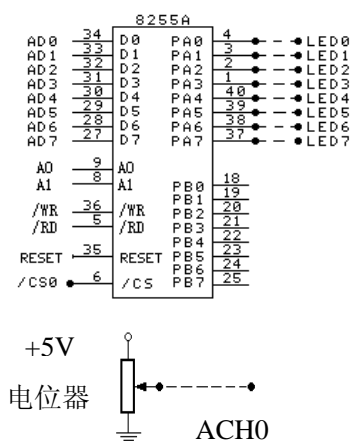 8255A
AD0 34 D0 PA0 4 LED0
AD1 33 D1 PA1 3 LED1
AD2 32 D2 PA2 2 LED2
AD3 31 D3 PA3 1 LED3
AD4 30 D4 PA4 40 LED4
AD5 29 D5 PA5 39 LED5
AD6 28 D6 PA6 38 LED6
AD7 27 D7 PA7 37 LED7
A0 9 A0
A1 8 A1 PB0 18
PB1 19
/WR 36 /WR PB2 20
/RD 5 /RD PB3 21
PB4 22
RESET 35 RESET PB5 23
PB6 24
/CS0 6 /CS PB7 25
+5V
电位器
ACH0